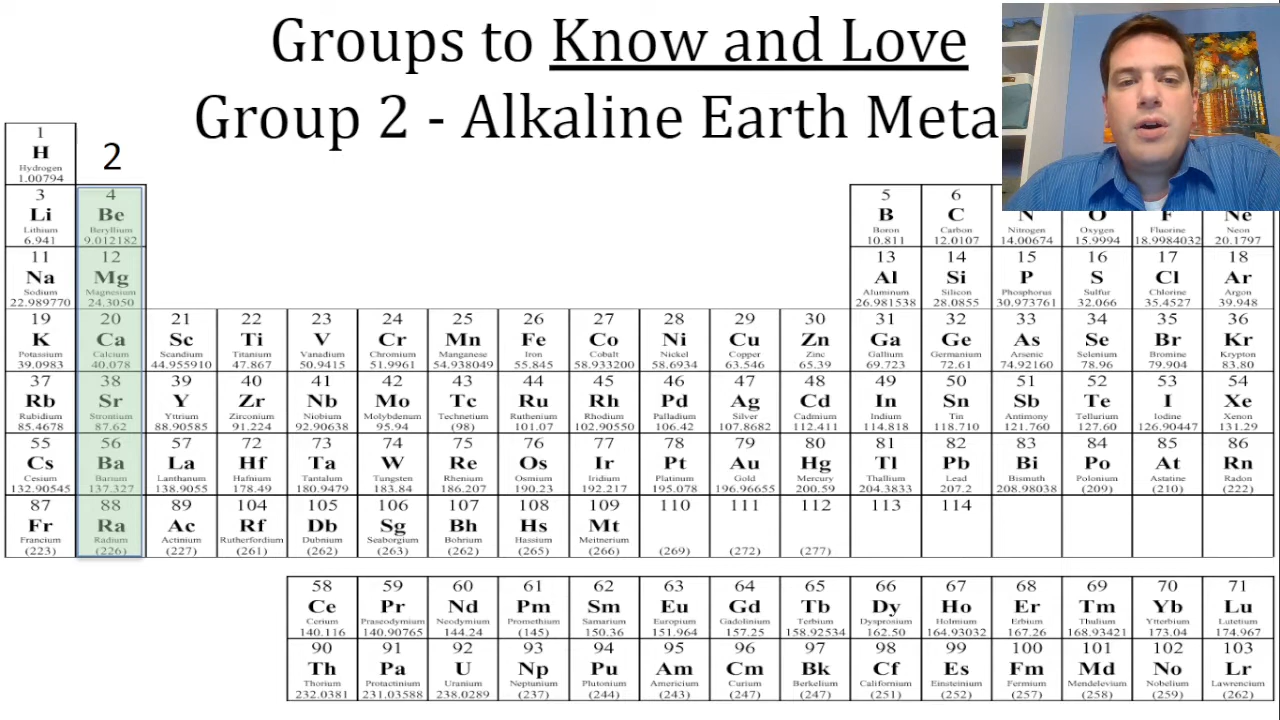 Groups to Know and Love
Group 2 - Alkaline Earth Meta
1
H 2
Hydrogen
1.00794
3 4 5 6
Li Be B C N O F Ne
Lithium Beryllium Boron Carbon Nitrogen Oxygen Fluorine Neon
6.941 9.012182 10.811 12.0107 14.00674 15.9994 18.9984032 20.1797
11 12 13 14 15 16 17 18
Na Mg Al Si P S Cl Ar
Sodium Magnesium Aluminum Silicon Phosphorus Sulfur Chlorine Argon
22.989770 24.3050 26.981538 28.0855 30.973761 32.066 35.4527 39.948
19 20 21 22 23 24 25 26 27 28 29 30 31 32 33 34 35 36
K Ca Sc Ti V Cr Mn Fe Co Ni Cu Zn Ga Ge As Se Br Kr
Potassium Calcium Scandium Titanium Vanadium Chromium Manganese Iron Cobalt Nickel Copper Zinc Gallium Germanium Arsenic Selenium Bromine Krypton
39.0983 40.078 44.955910 47.867 50.9415 51.9961 54.938049 55.845 58.933200 58.6934 63.546 65.39 69.723 72.61 74.92160 78.96 79.904 83.80
37 38 39 40 41 42 43 44 45 46 47 48 49 50 51 52 53 54
Rb Sr Y Zr Nb Mo Tc Ru Rh Pd Ag Cd In Sn Sb Te I Xe
Rubidium Strontium Yttrium Zirconium Niobium Molybdenum Technetium Ruthenium Rhodium Palladium Silver Cadmium Indium Tin Antimony Tellurium Iodine Xenon
85.4678 87.62 88.90585 91.224 92.90638 95.94 (98) 101.07 102.90550 106.42 107.8682 112.411 114.818 118.710 121.760 127.60 126.90447 131.29
55 56 57 72 73 74 75 76 77 78 79 80 81 82 83 84 85 86
Cs Ba La Hf Ta W Re Os Ir Pt Au Hg Tl Pb Bi Po At Rn
Cesium Barium Lanthanum Hafnium Tantalum Tungsten Rhenium Osmium Iridium Platinum Gold Mercury Thallium Lead Bismuth Polonium Astatine Radon
132.90545 137.327 138.9055 178.49 180.9479 183.84 186.207 190.23 192.217 195.078 196.96655 200.59 204.3833 207.2 208.98038 (209) (210) (222)
87 88 89 104 105 106 107 108 109 110 111 112 113 114
Fr Ra Ac Rf Db Sg Bh Hs Mt
Francium Radium Actinium Rutherfordium Dubnium Seaborgium Bohrium Hassium Meitnerium
(223) (226) (227) (261) (262) (263) (262) (265) (266) (269) (272) (277)
58 59 60 61 62 63 64 65 66 67 68 69 70 71
Ce Pr Nd Pm Sm Eu Gd Tb Dy Ho Er Tm Yb Lu
Cerium Praseodymium Neodymium Promethium Samarium Europium Gadolinium Terbium Dysprosium Holmium Erbium Thulium Ytterbium Lutetium
140.116 140.90765 144.24 (145) 150.36 151.964 157.25 158.92534 162.50 164.93032 167.26 168.93421 173.04 174.967
90 91 92 93 94 95 96 97 98 99 100 101 102 103
Th Pa U Np Pu Am Cm Bk Cf Es Fm Md No Lr
Thorium Protactinium Uranium Neptunium Plutonium Americium Curium Berkelium Californium Einsteinium Fermium Mendelevium Nobelium Lawrencium
232.0381 231.03588 238.0289 (237) (244) (243) (247) (247) (251) (252) (257) (258) (259) (262)